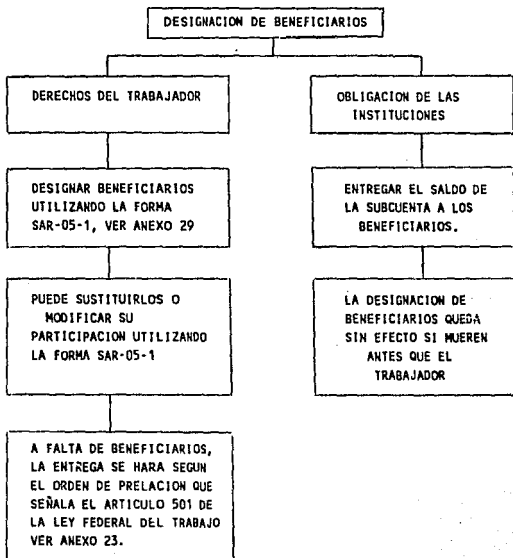 DESIGNACION DE BENEFICIARIOS
DERECHOS DEL TRABAJADOR
OBLIGACION DE LAS
INSTITUCIONES
DESIGNAR BENEFICIARIOS
UTILIZANDO LA FORMA
SAR-05-1, VER ANEXO 29
ENTREGAR EL SALDO DE
LA SUBCUENTA A LOS
BENEFICIARIOS.
PUEDE SUSTITUIRLOS O
MODIFICAR SU
PARTICIPACION UTILIZANDO
LA FORMA SAR-05-1
LA DESIGNACION DE
BENEFICIARIOS QUEDA
SIN EFECTO SI MUEREN
ANTES QUE EL
TRABAJADOR
A FALTA DE BENEFICIARIOS,
LA ENTREGA SE HARA SEGUN
EL ORDEN DE PRELACION QUE
SEÑALA EL ARTICULO 501 DE
LA LEY FEDERAL DEL TRABAJO
VER ANEXO 23.